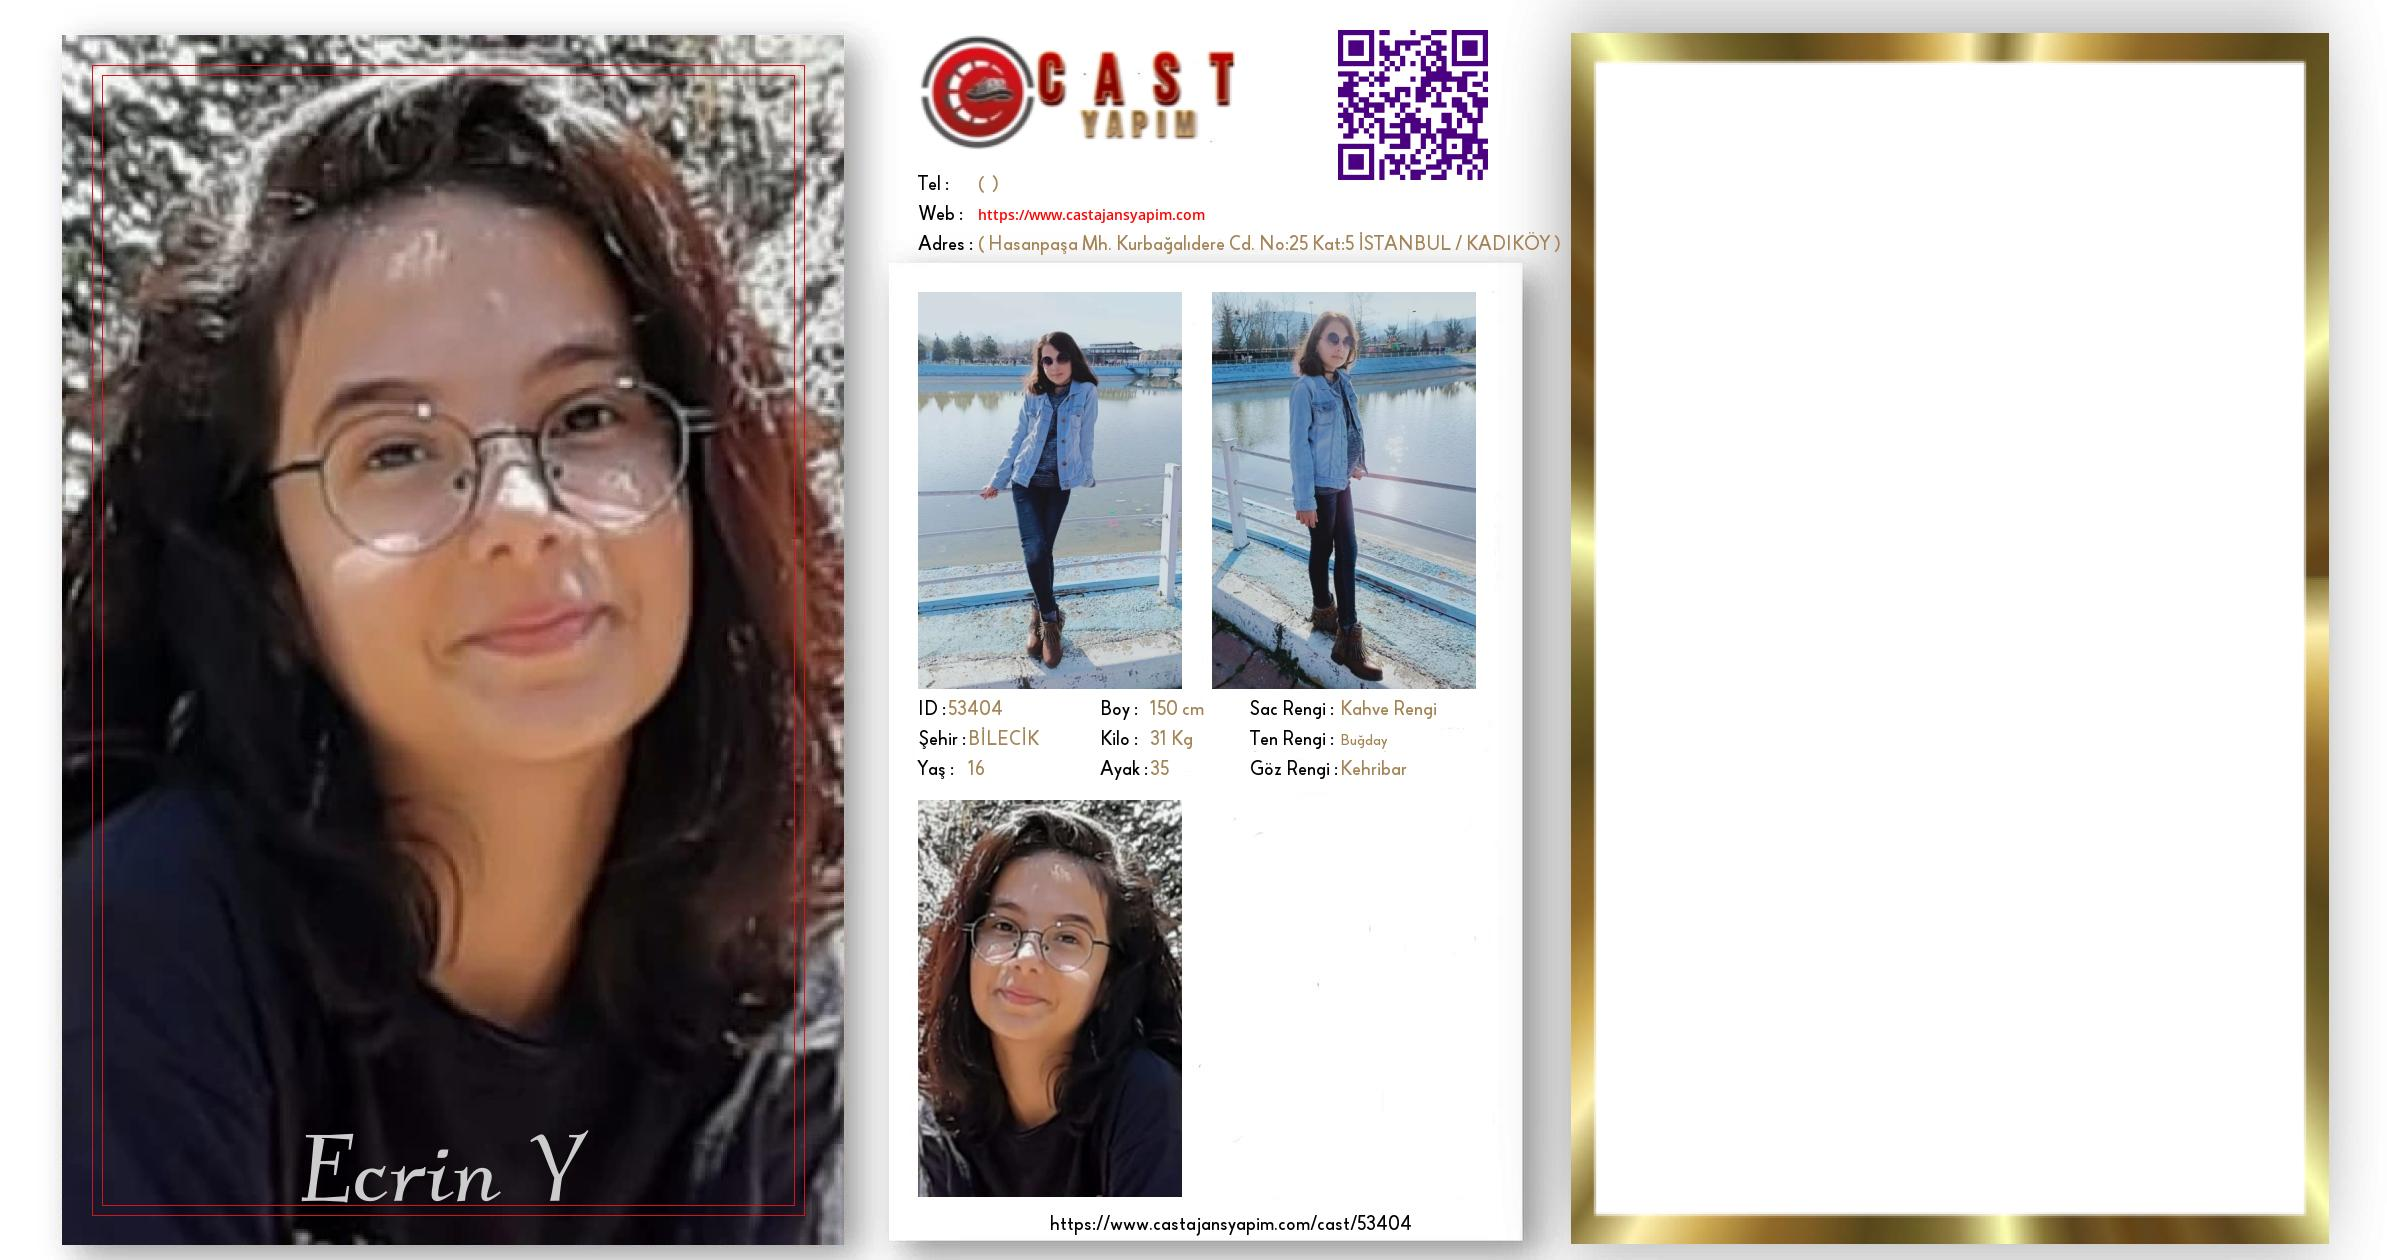 Ecrin Y
CAST
YAPIM
Tel : ( )
Web : https://www.castajansyapim.com
Adres : ( Hasanpaşa Mh. Kurbağalıdere Cd. No:25 Kat:5 İSTANBUL / KADIKÖY )
ID : 53404 Boy : 150 cm Sac Rengi : Kahve Rengi
Şehir : BİLECİK Kilo : 31 Kg Ten Rengi : Buğday
Yaş : 16 Ayak : 35 Göz Rengi : Kehribar
https://www.castajansyapim.com/cast/53404